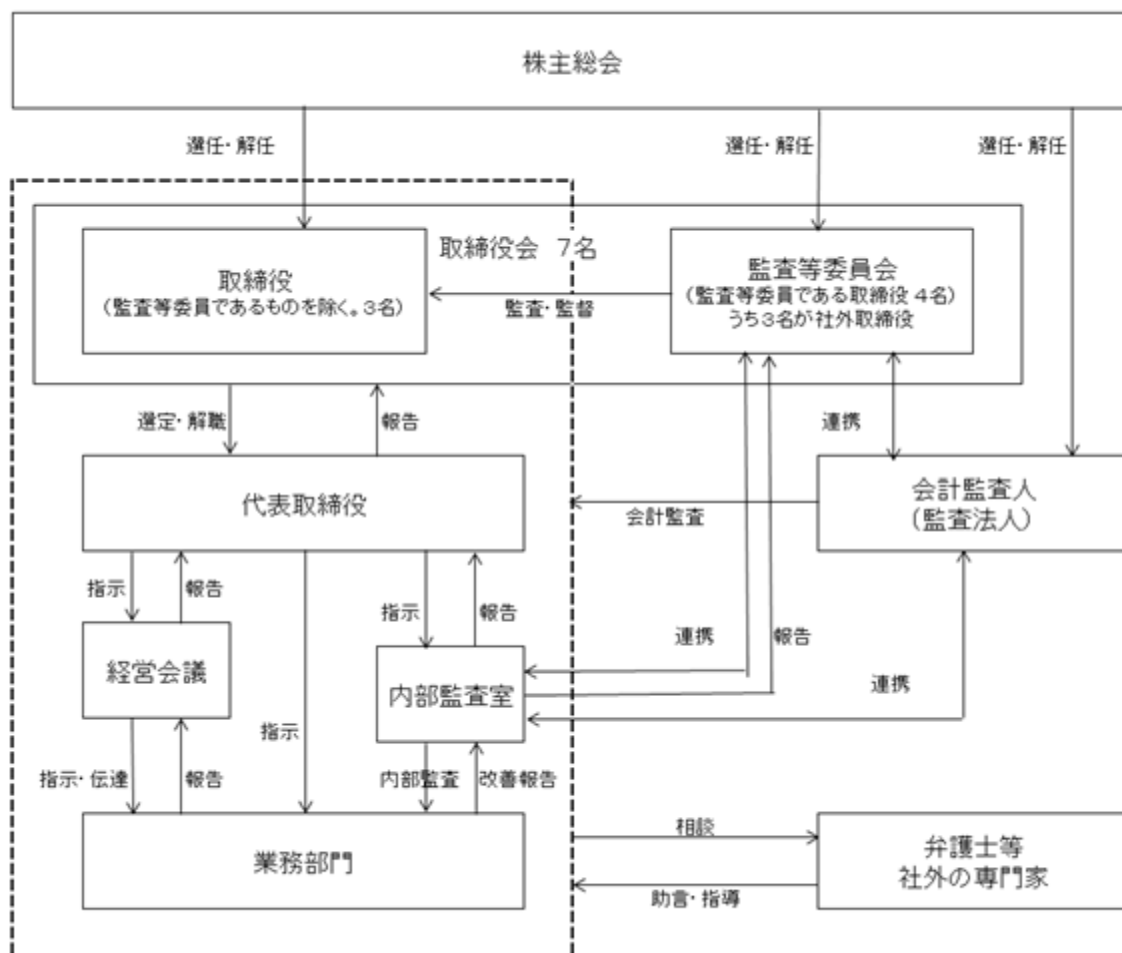 株主総会
選任・解任
選任・解任
選任・解任
取締役会 7名
取締役
(監査等委員であるものを除く。3名)
監査等委員会
(監査等委員である取締役 4名)
うち3名が社外取締役
監査・監督
選定・解職
報告
連携
代表取締役
会計監査
会計監査人
(監査法人)
指示
報告
指示
報告
連携
報告
経営会議
内部監査室
連携
指示
指示・伝達
報告
内部監査
改善報告
業務部門
相談
助言・指導
弁護士等
社外の専門家